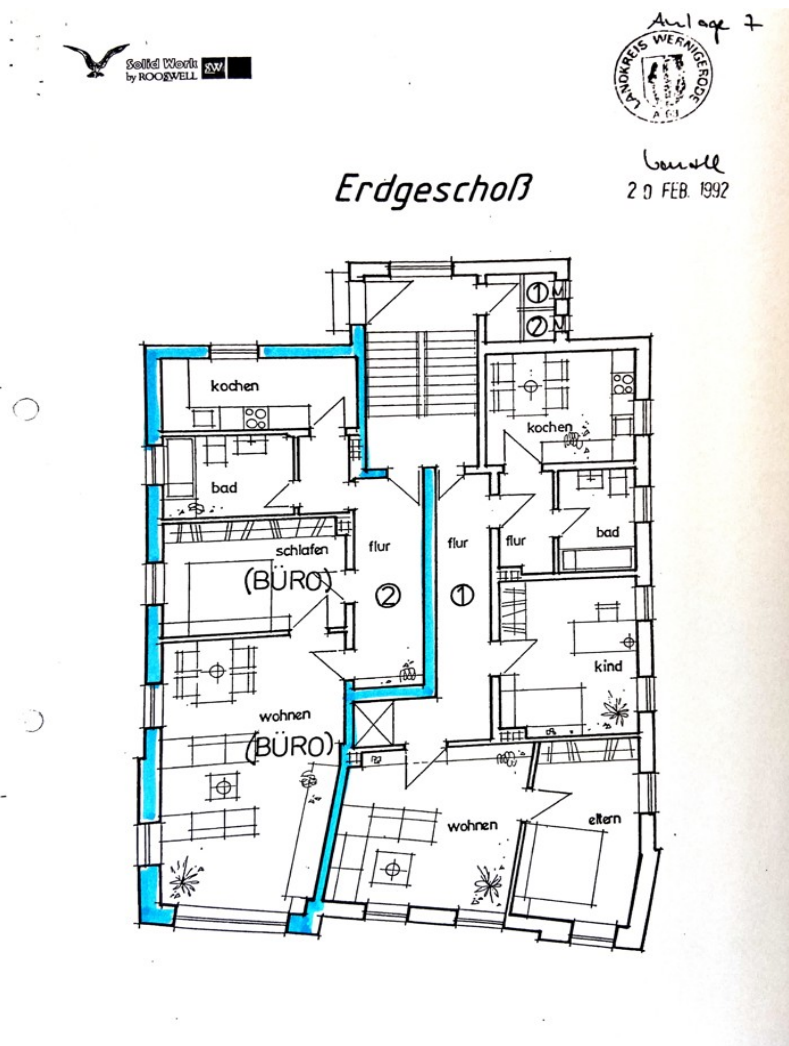 Anlage 7
Solid Work
by ROOSWELL
SW
LANDKREIS WERNIGERODE
20 FEB. 1992
Erdgeschoß
1
2
kochen
kochen
bad
bad
schlafen
(BÜRO)
flur
flur
flur
2
1
kind
wohnen
(BÜRO)
wohnen
eltern